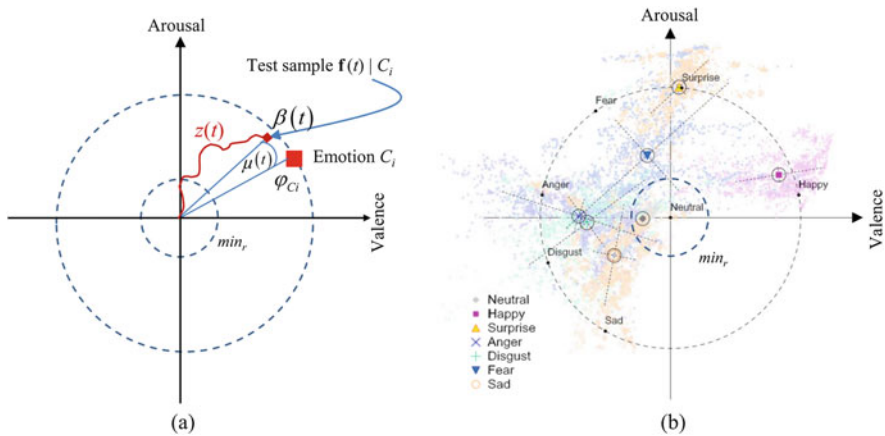 Arousal
Test sample f(t) | C_i
β(t)
z(t)
μ(t)
Emotion C_i
φ_Ci
min_r
Valence
(a)
Arousal
Surprise
Fear
Anger
Happy
Neutral
Disgust
min_r
Sad
Valence
Neutral
Happy
Surprise
Anger
Disgust
Fear
Sad
(b)